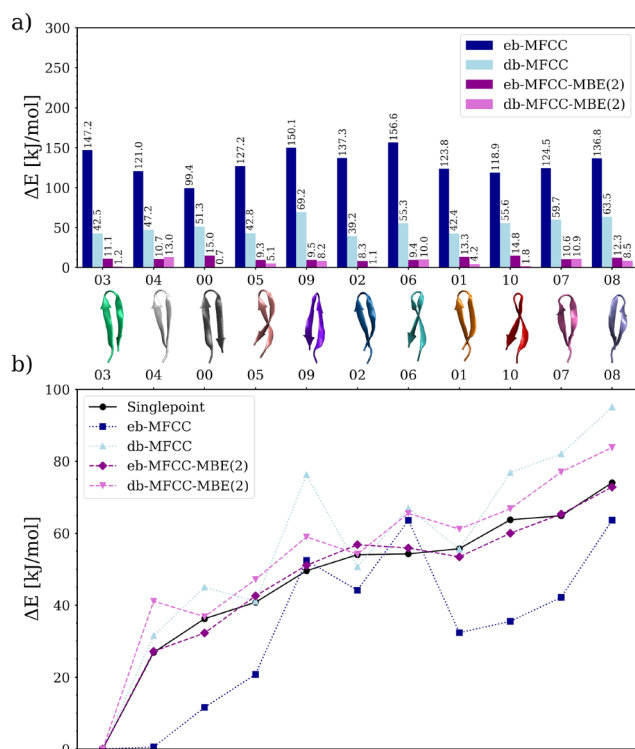 a)
300
250
200
150
100
50
0
ΔE [kJ/mol]
eb-MFCC
db-MFCC
eb-MFCC-MBE(2)
db-MFCC-MBE(2)
147.2 42.5 11.1 1.2 121.0 47.2 10.7 13.0 99.4 51.3 15.0 0.7 127.2 42.8 9.3 5.1 150.1 69.2 9.5 8.2 137.3 39.2 8.3 1.1 156.6 55.3 9.4 10.0 123.8 42.4 13.3 4.2 118.9 55.6 14.8 1.8 124.5 59.7 10.6 10.9 136.8 63.5 12.3 8.5
03 04 00 05 09 02 06 01 10 07 08
b)
03 04 00 05 09 02 06 01 10 07 08
100
80
60
40
20
0
ΔE [kJ/mol]
Singlepoint
eb-MFCC
db-MFCC
eb-MFCC-MBE(2)
db-MFCC-MBE(2)